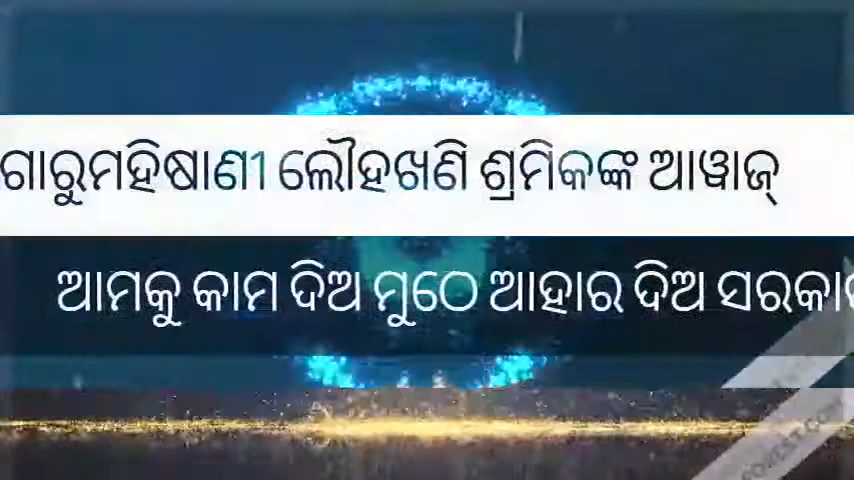 ଗାରୁମହିଷାଣୀ ଲୌହଖଣି ଶ୍ରମିକଙ୍କ ଆୱାଜ୍
ଆମକୁ କାମ ଦିଅ ମୁଠେ ଆହାର ଦିଅ